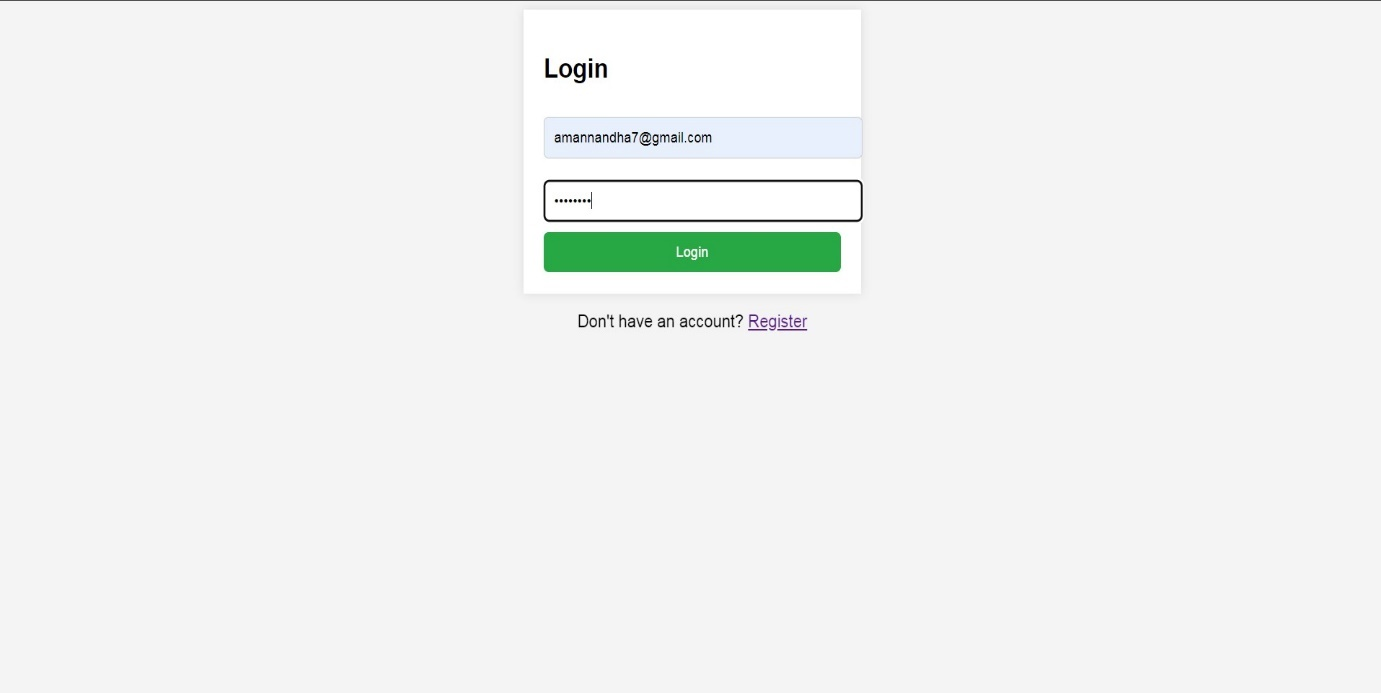 Login
amannandha7@gmail.com
••••••••
Login
Don't have an account? Register